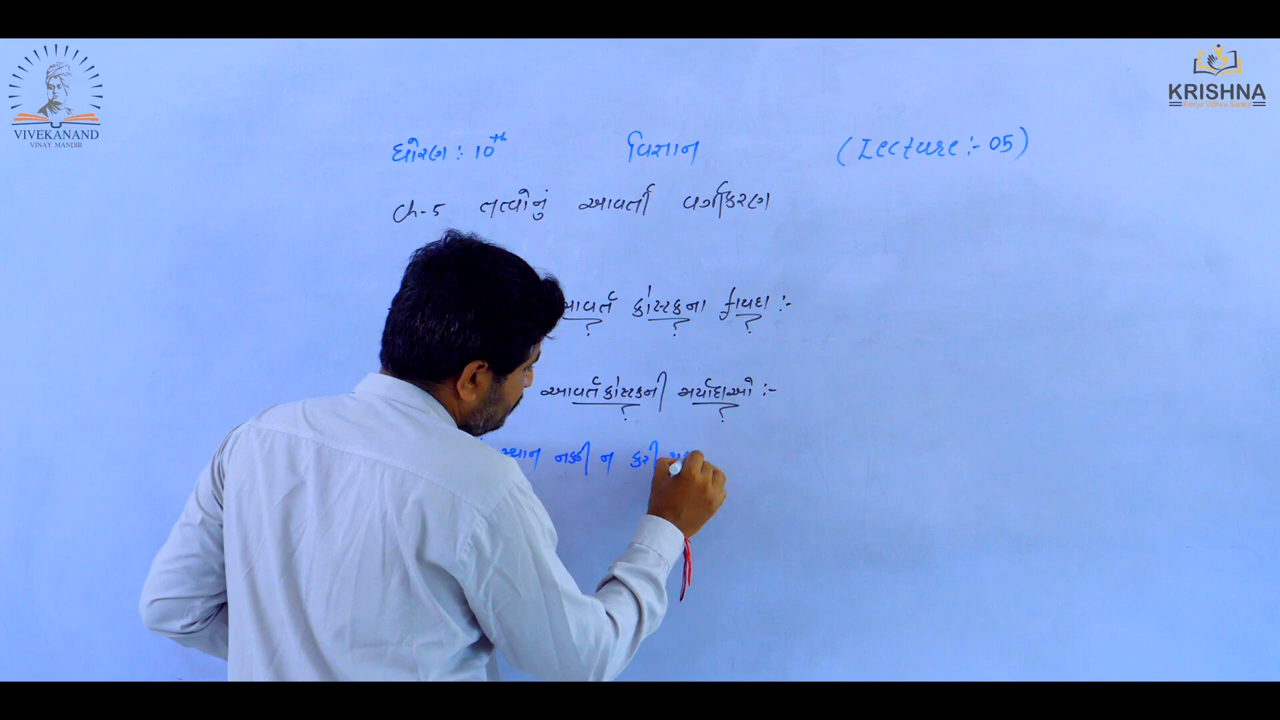 VIVEKANAND
VINAY MANDIR
KRISHNA
ધોરણ : 10th વિજ્ઞાન (Lecture :- 05)
Ch-5 તત્વોનું આવર્તી વર્ગીકરણ
આવર્ત કોષ્ટકના ફાયદા :-
? ? ?
આવર્ત કોષ્ટકની મર્યાદાઓ :-
? ?
સ્થાન નક્કી ન કરી